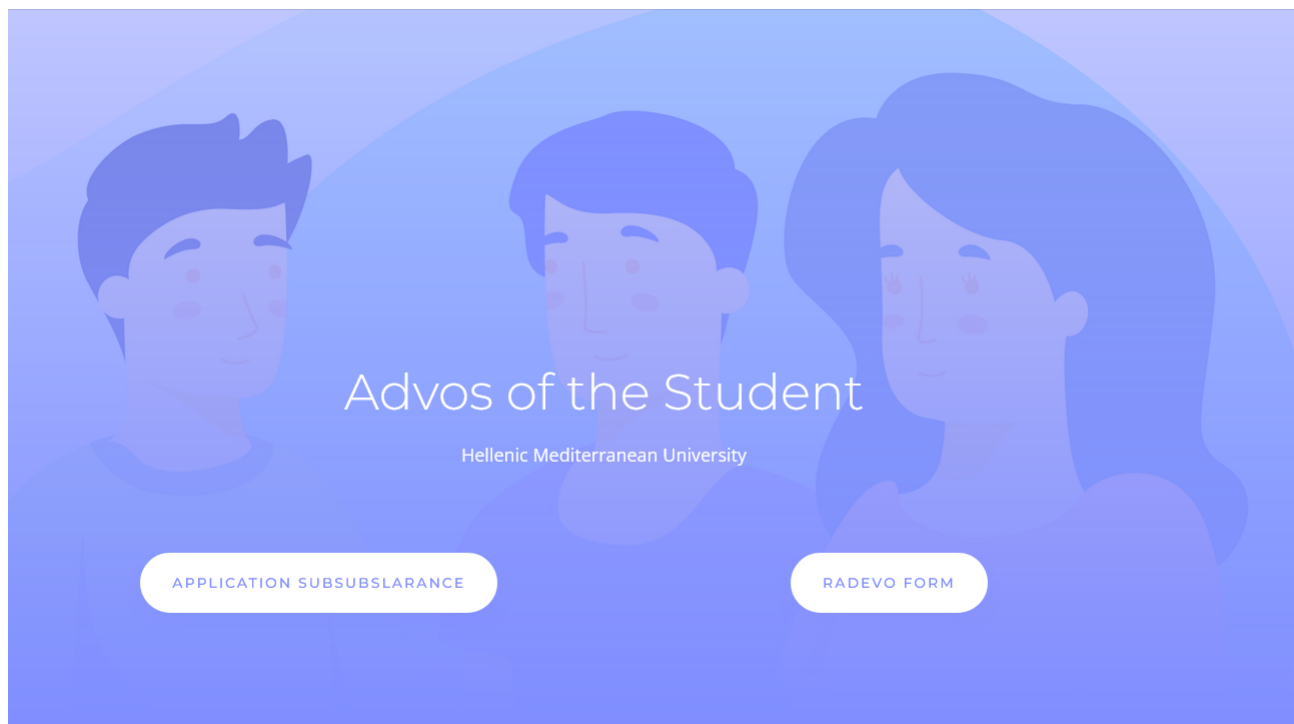 Advos of the Student
Hellenic Mediterranean University
APPLICATION SUBSUBSLARANCE
RADEVO FORM